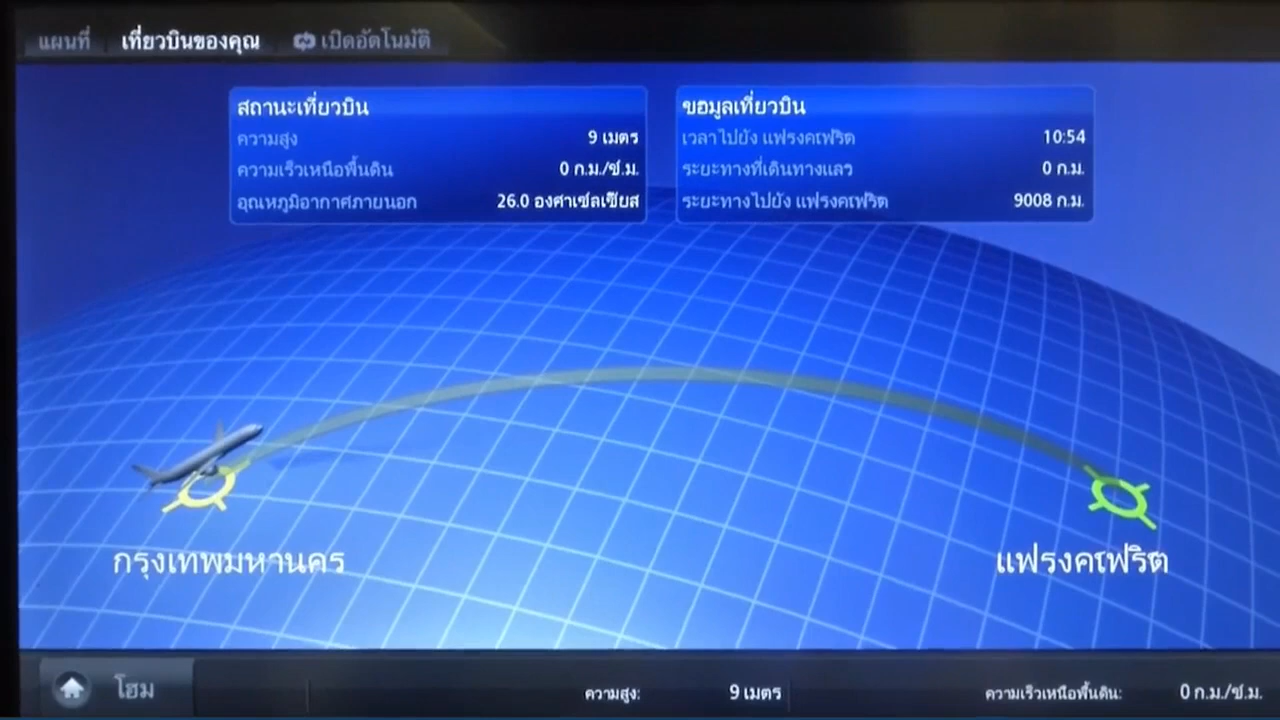 แผนที่ เที่ยวบินของคุณ เปิดอัตโนมัติ
สถานะเที่ยวบิน
ความสูง 9 เมตร
ความเร็วเหนือพื้นดิน 0 ก.ม./ช.ม.
อุณหภูมิอากาศภายนอก 26.0 องศาเซลเซียส
ขอมูลเที่ยวบิน
เวลาไปยัง แฟรงคเฟริต 10:54
ระยะทางที่เดินทางแลว 0 ก.ม.
ระยะทางไปยัง แฟรงคเฟริต 9008 ก.ม.
กรุงเทพมหานคร แฟรงคเฟริต
โฮม ความสูง: 9 เมตร ความเร็วเหนือพื้นดิน: 0 ก.ม./ช.ม.